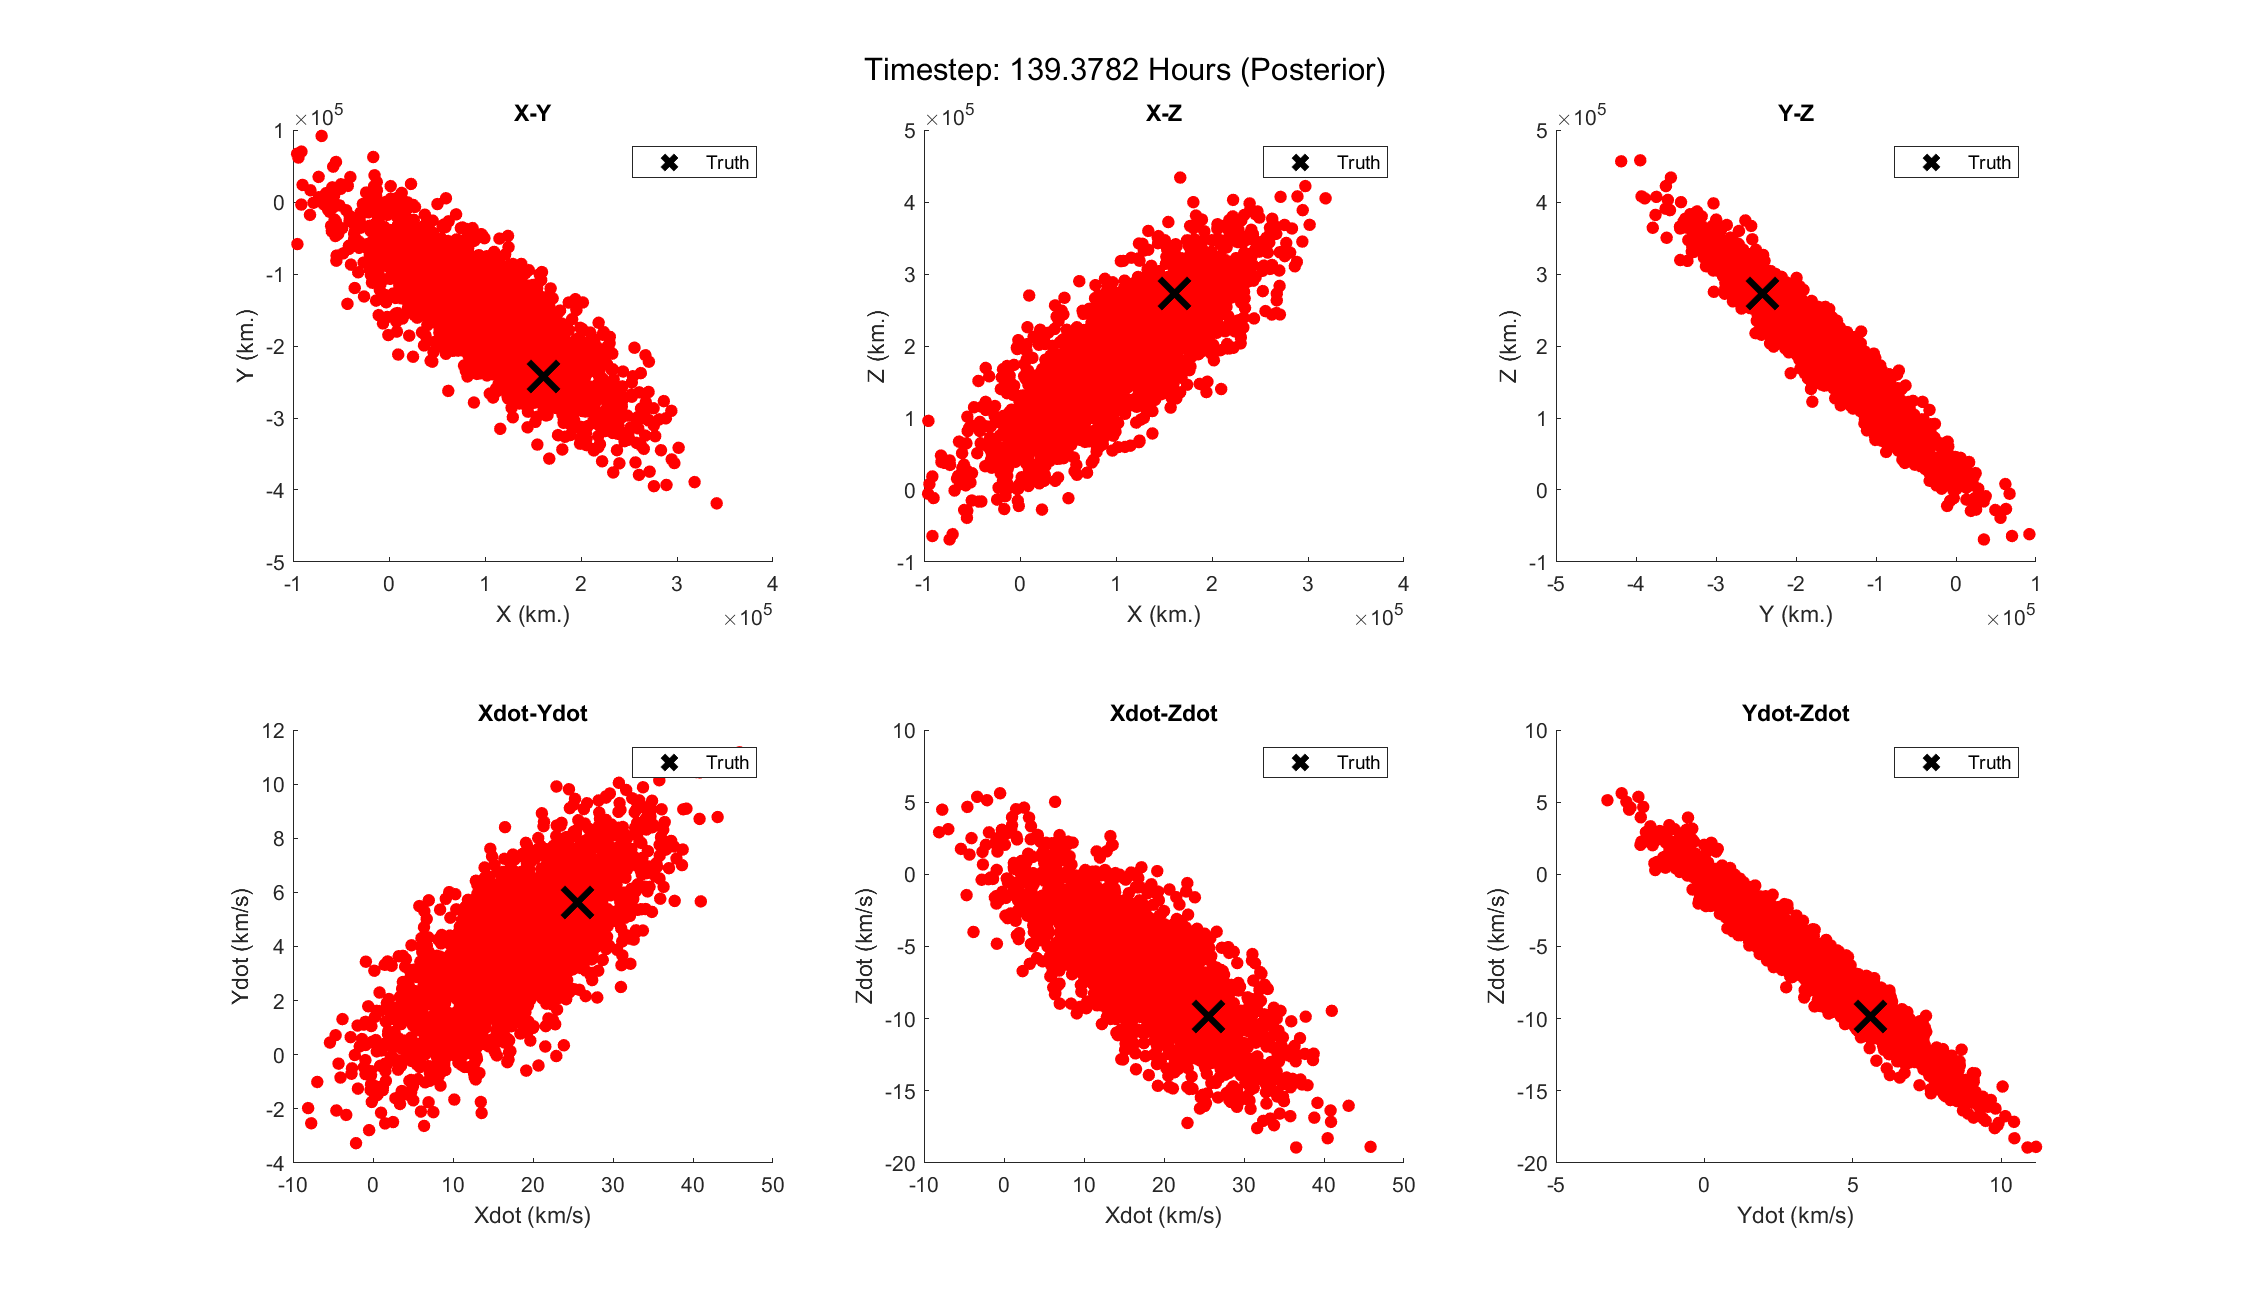 Timestep: 139.3782 Hours (Posterior)
X-Y
×10^5
Truth
1
0
-1
-2
-3
-4
-5
Y (km.)
-1 0 1 2 3 4
X (km.)
×10^5
X-Z
×10^5
Truth
5
4
3
2
1
0
-1
Z (km.)
-1 0 1 2 3 4
X (km.)
×10^5
Y-Z
×10^5
Truth
5
4
3
2
1
0
-1
Z (km.)
-5 -4 -3 -2 -1 0 1
Y (km.)
×10^5
Xdot-Ydot
Truth
12
10
8
6
4
2
0
-2
-4
Ydot (km/s)
-10 0 10 20 30 40 50
Xdot (km/s)
Xdot-Zdot
Truth
10
5
0
-5
-10
-15
-20
Zdot (km/s)
-10 0 10 20 30 40 50
Xdot (km/s)
Ydot-Zdot
Truth
10
5
0
-5
-10
-15
-20
Zdot (km/s)
-5 0 5 10
Ydot (km/s)